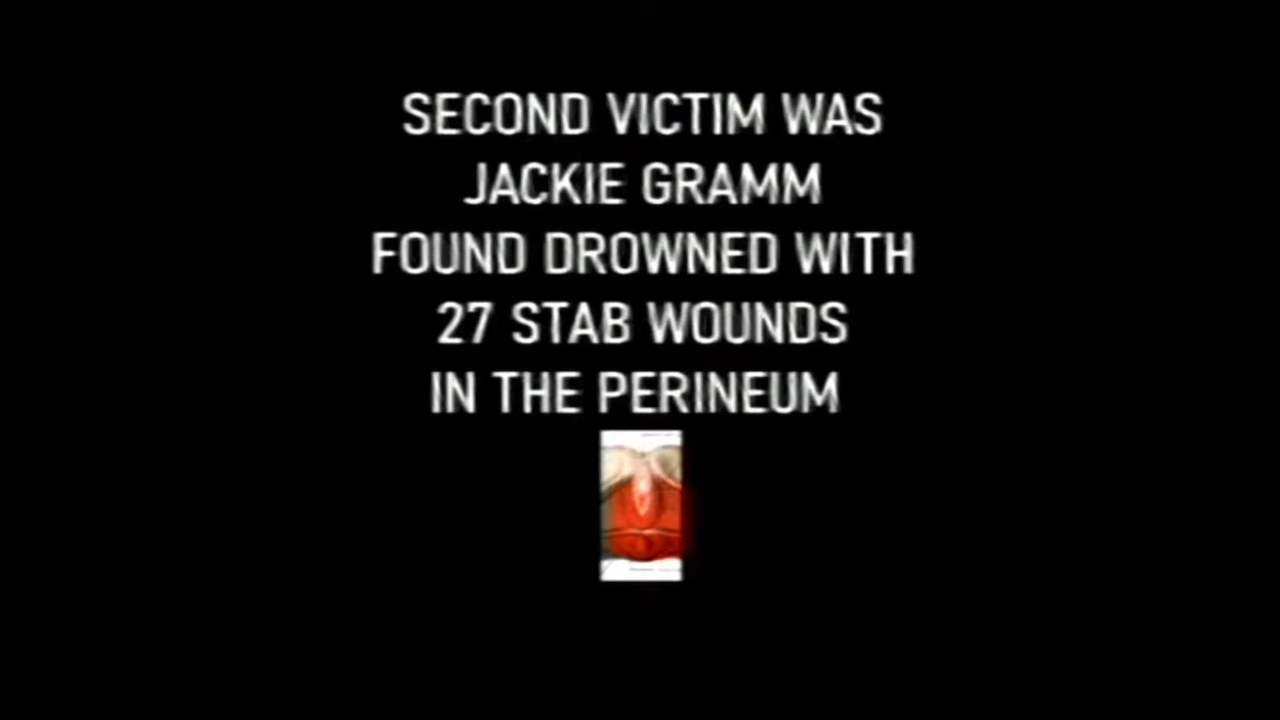 SECOND VICTIM WAS
JACKIE GRAMM
FOUND DROWNED WITH
27 STAB WOUNDS
IN THE PERINEUM